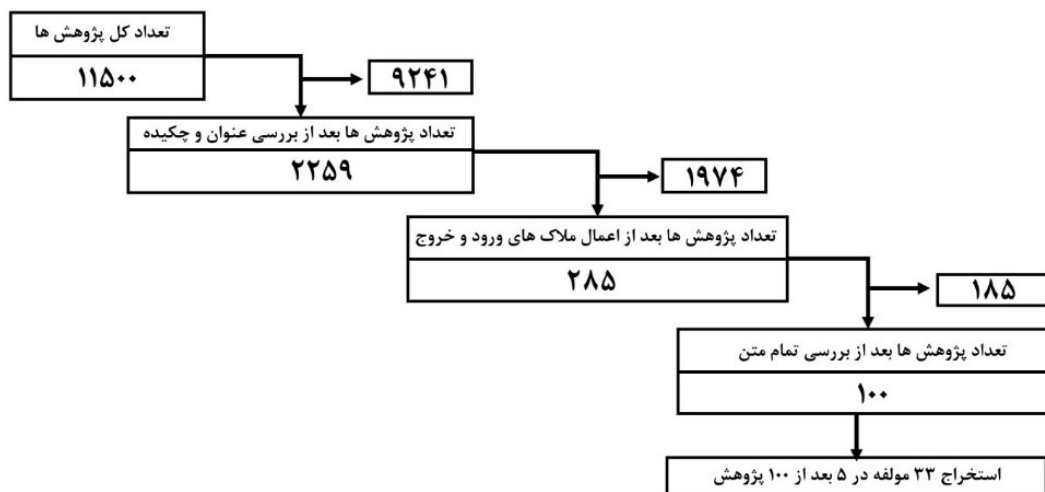 تعداد کل پژوهش ها
۱۱۵۰۰
۹۲۴۱
تعداد پژوهش ها بعد از بررسی عنوان و چکیده
۲۲۵۹
۱۹۷۴
تعداد پژوهش ها بعد از اعمال ملاک های ورود و خروج
۲۸۵
۱۸۵
تعداد پژوهش ها بعد از بررسی تمام متن
۱۰۰
استخراج ۳۳ مولفه در ۵ بعد از ۱۰۰ پژوهش